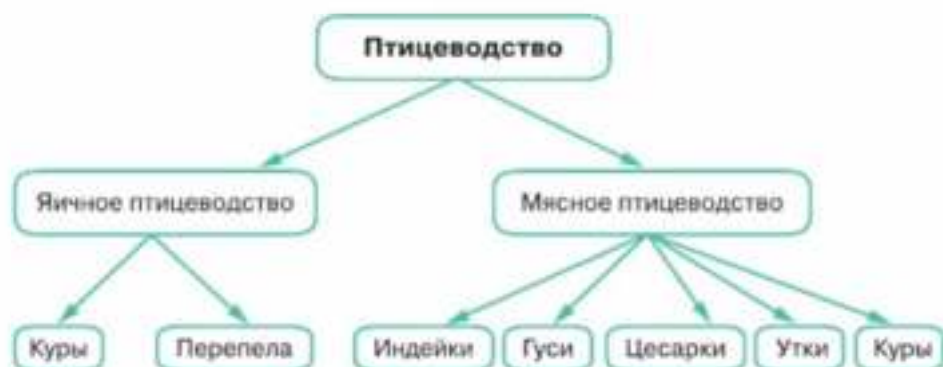 Птицеводство
Яичное птицеводство
Мясное птицеводство
Куры
Перепела
Индейки
Гуси
Цесарки
Утки
Куры